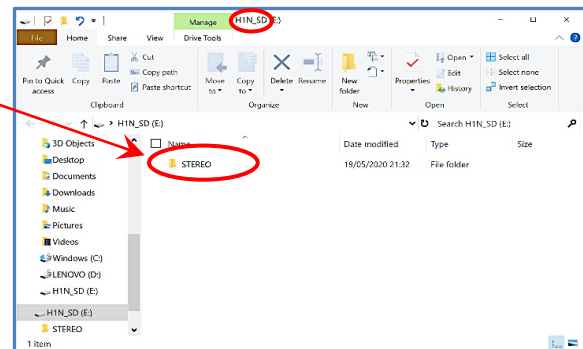 Manage H1N_SD (E:)
File Home Share View Drive Tools
Pin to Quick access
Copy
Paste
Cut
Copy path
Paste shortcut
Move to
Copy to
Delete
Rename
New folder
Properties
Open
Edit
History
Select all
Select none
Invert selection
Clipboard Organize New Open Select
> H1N_SD (E:) Search H1N_SD (E:)
3D Objects Name Date modified Type Size
Desktop STEREO 19/05/2020 21:32 File folder
Documents
Downloads
Music
Pictures
Videos
Windows (C:)
LENOVO (D:)
H1N_SD (E:)
H1N_SD (E:)
STEREO
1 item